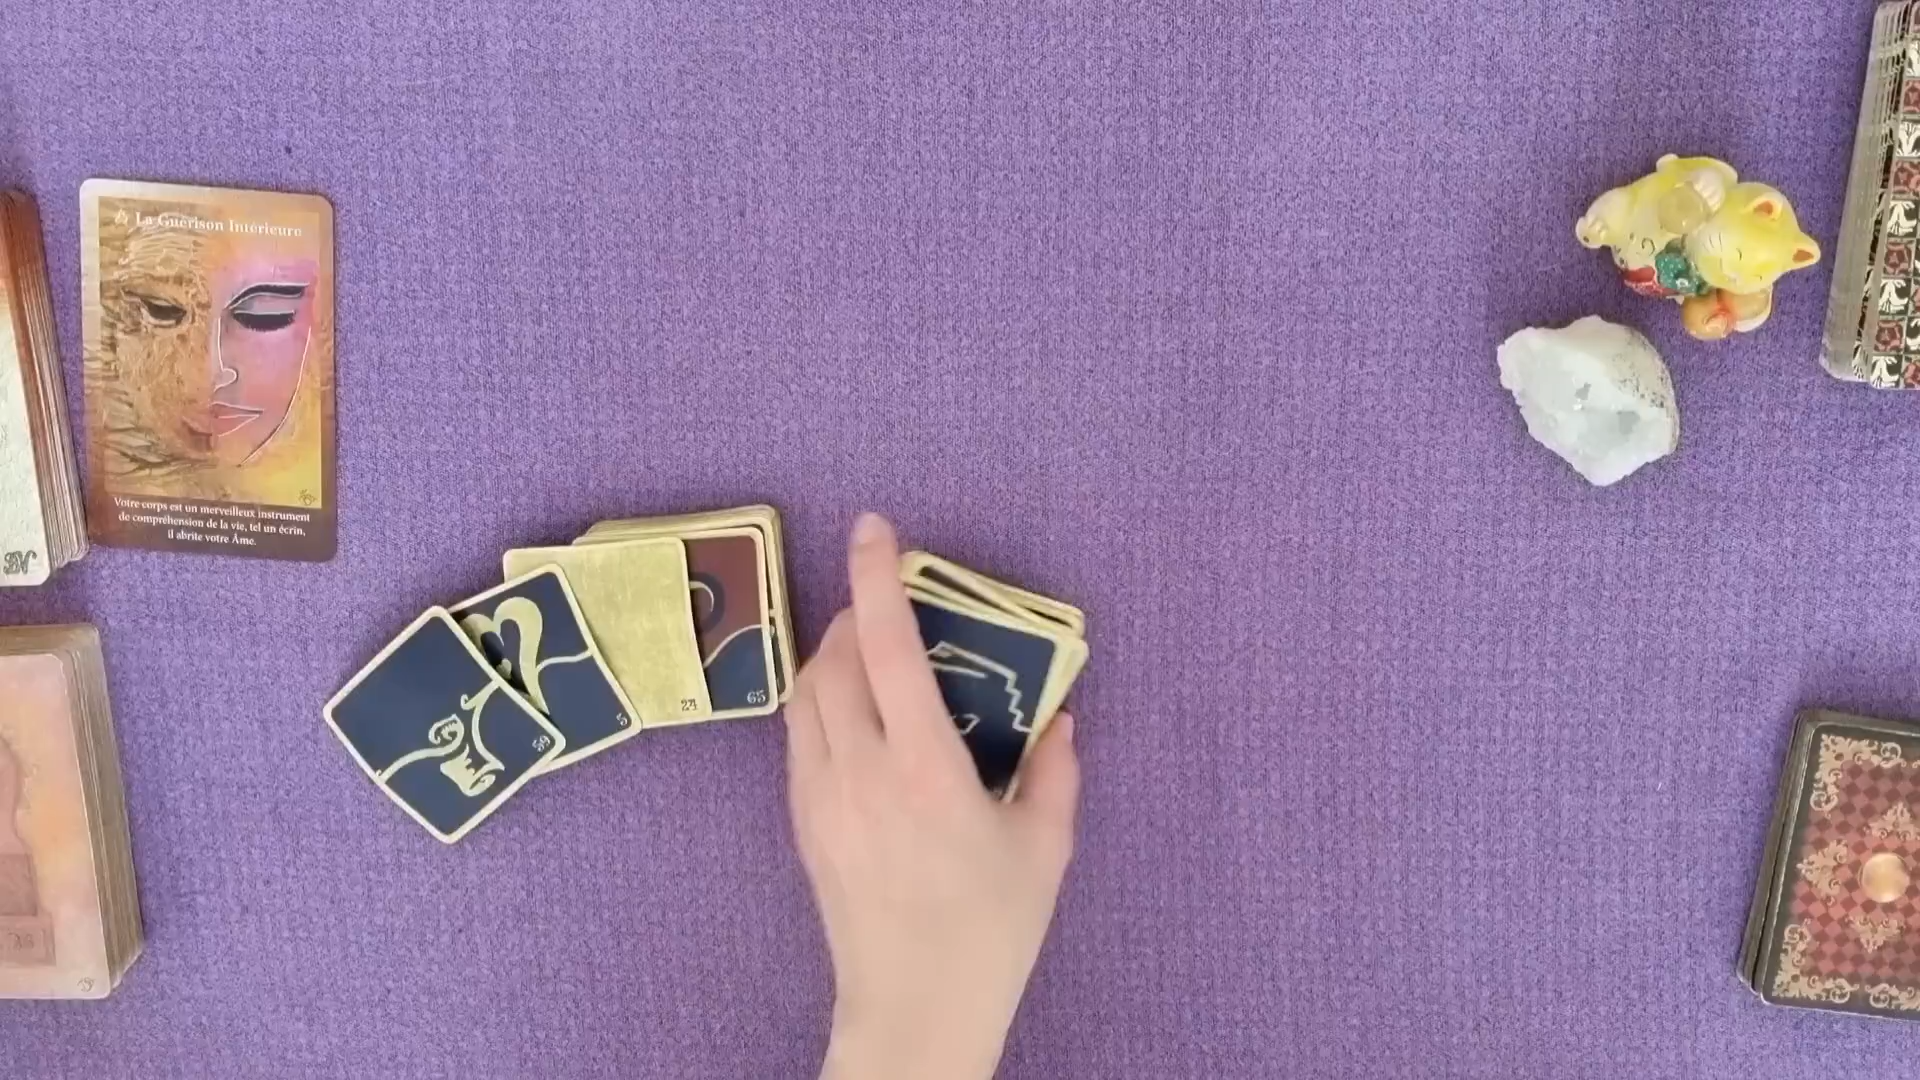 La Guérison Intérieure
Votre corps est un merveilleux instrument
de compréhension de la vie, tel un écrin,
il abrite votre Âme.
59
5
24
65